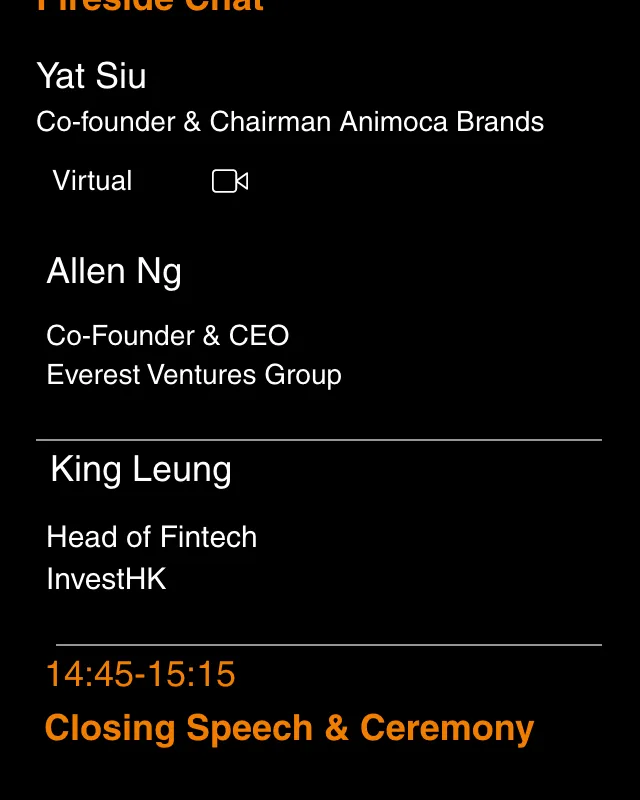 Fireside Chat
Yat Siu
Co-founder & Chairman Animoca Brands
Virtual
Allen Ng
Co-Founder & CEO
Everest Ventures Group
King Leung
Head of Fintech
InvestHK
14:45-15:15
Closing Speech & Ceremony